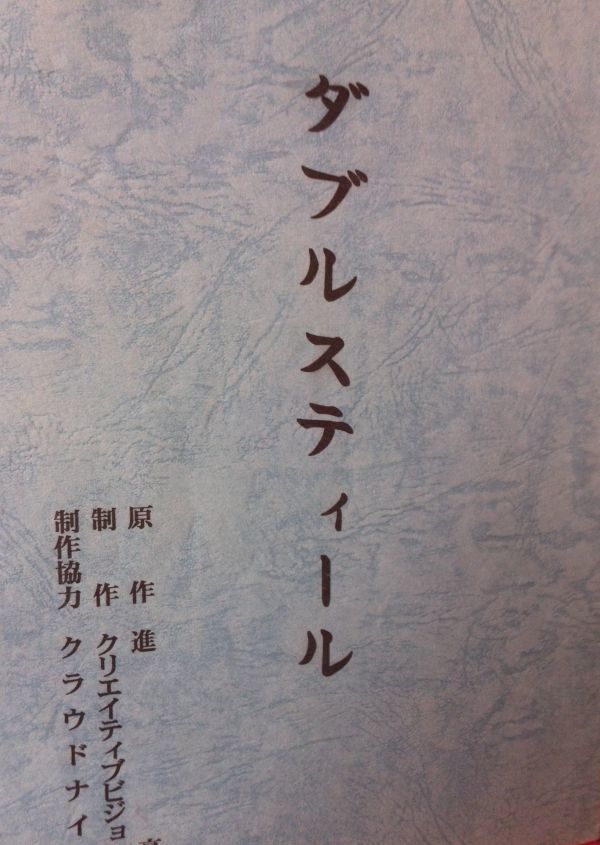 ダブルスティール
原作 進
制作 クリエイティブビジョ
制作協力 クラウドナイ